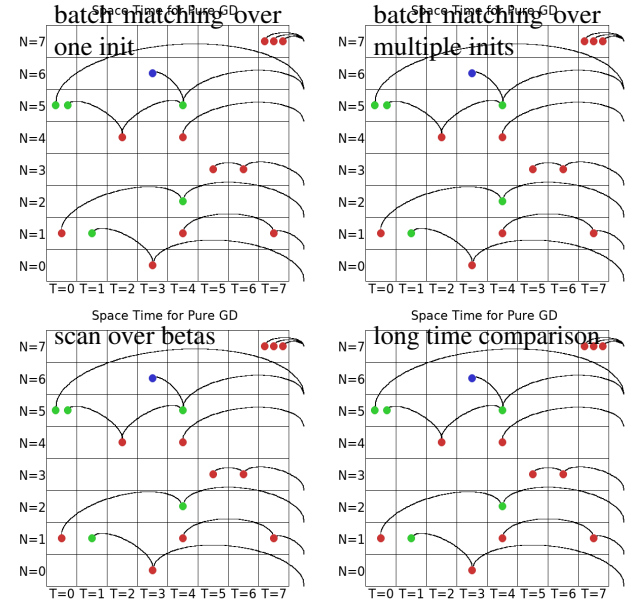 Space Time for Pure GD
batch matching over
one init
N=7
N=6
N=5
N=4
N=3
N=2
N=1
N=0
T=0 T=1 T=2 T=3 T=4 T=5 T=6 T=7
Space Time for Pure GD
batch matching over
multiple inits
N=7
N=6
N=5
N=4
N=3
N=2
N=1
N=0
T=0 T=1 T=2 T=3 T=4 T=5 T=6 T=7
Space Time for Pure GD
scan over betas
N=7
N=6
N=5
N=4
N=3
N=2
N=1
N=0
T=0 T=1 T=2 T=3 T=4 T=5 T=6 T=7
Space Time for Pure GD
long time comparison
N=7
N=6
N=5
N=4
N=3
N=2
N=1
N=0
T=0 T=1 T=2 T=3 T=4 T=5 T=6 T=7